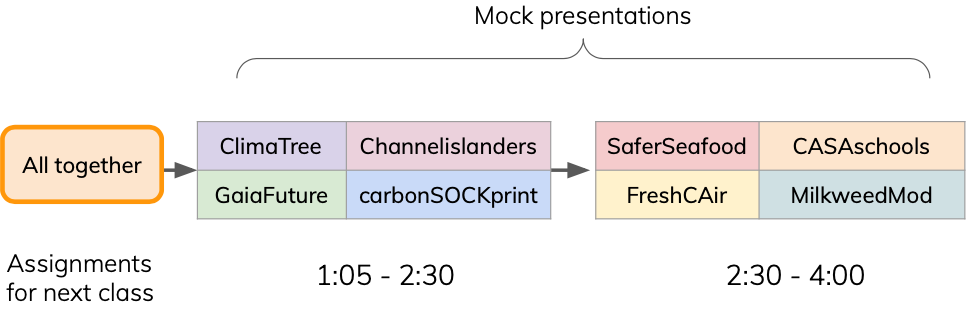 Mock presentations
All together
ClimaTree
Channelislanders
GaiaFuture
carbonSOCKprint
SaferSeafood
CASAschools
FreshCAir
MilkweedMod
Assignments
for next class
1:05 - 2:30
2:30 - 4:00